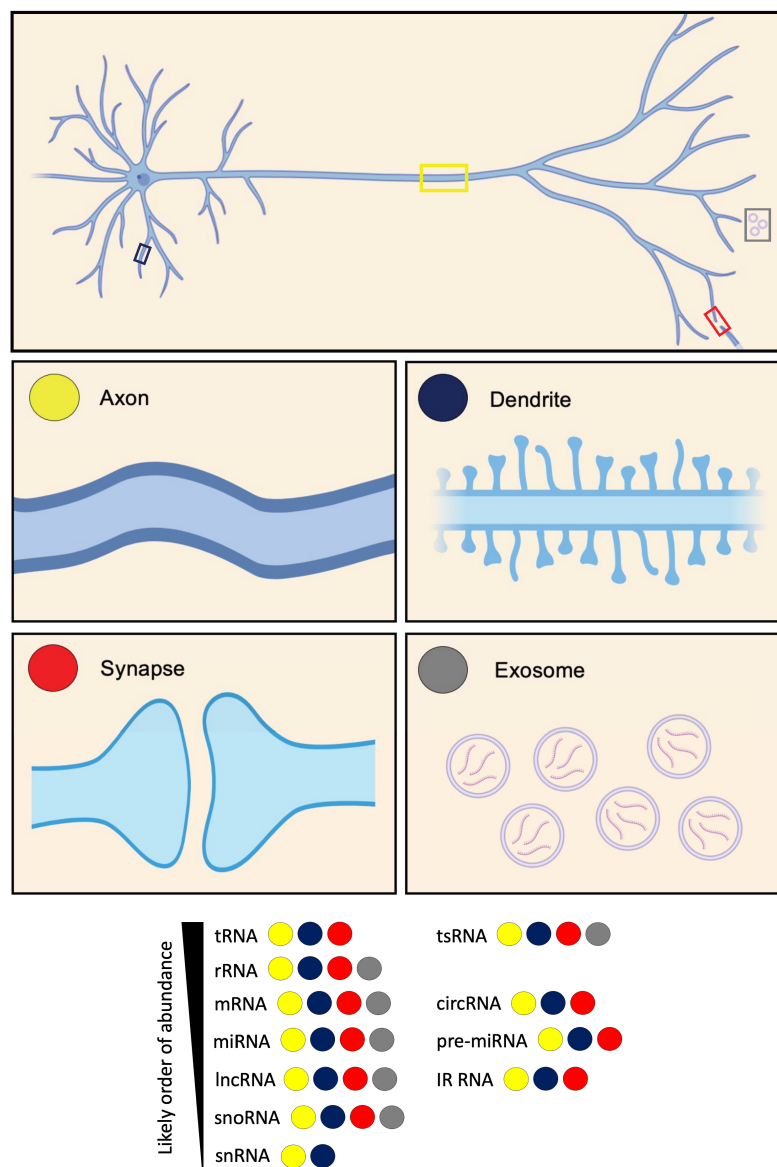 Axon
Dendrite
Synapse
Exosome
Likely order of abundance
tRNA
rRNA
mRNA
miRNA
lncRNA
snoRNA
snRNA
tsRNA
circRNA
pre-miRNA
IR RNA